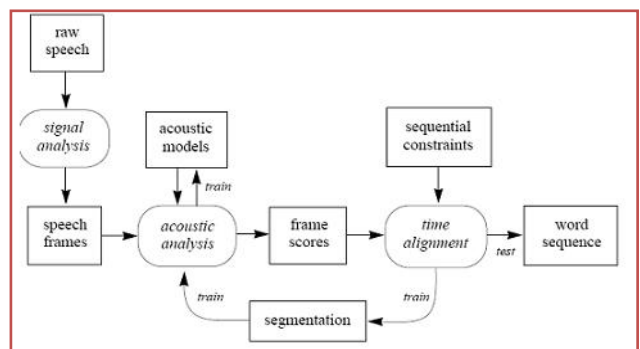 raw
speech
signal
analysis
acoustic
models
sequential
constraints
train
speech
frames
acoustic
analysis
frame
scores
time
alignment
test
word
sequence
train
train
segmentation